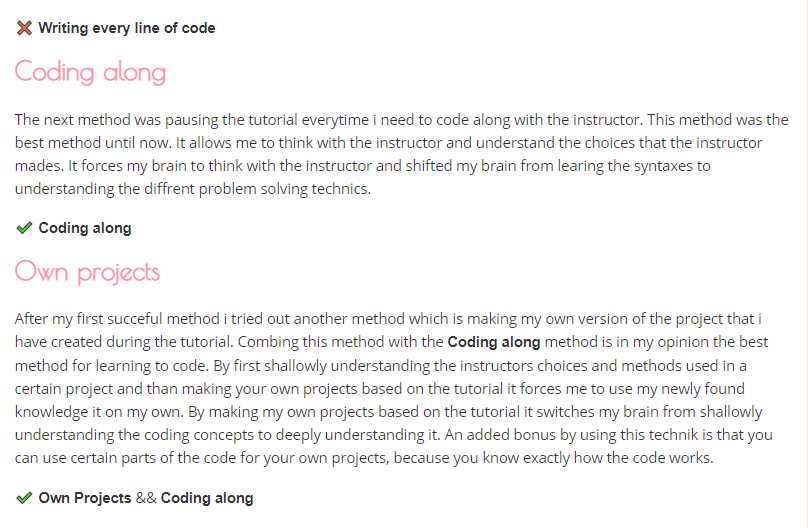 ❌ Writing every line of code
Coding along
The next method was pausing the tutorial everytime i need to code along with the instructor. This method was the
best method until now. It allows me to think with the instructor and understand the choices that the instructor
mades. It forces my brain to think with the instructor and shifted my brain from learing the syntaxes to
understanding the diffrent problem solving technics.
✔ Coding along
Own projects
After my first succeful method i tried out another method which is making my own version of the project that i
have created during the tutorial. Combing this method with the Coding along method is in my opinion the best
method for learning to code. By first shallowly understanding the instructors choices and methods used in a
certain project and than making your own projects based on the tutorial it forces me to use my newly found
knowledge it on my own. By making my own projects based on the tutorial it switches my brain from shallowly
understanding the coding concepts to deeply understanding it. An added bonus by using this technik is that you
can use certain parts of the code for your own projects, because you know exactly how the code works.
✔ Own Projects && Coding along